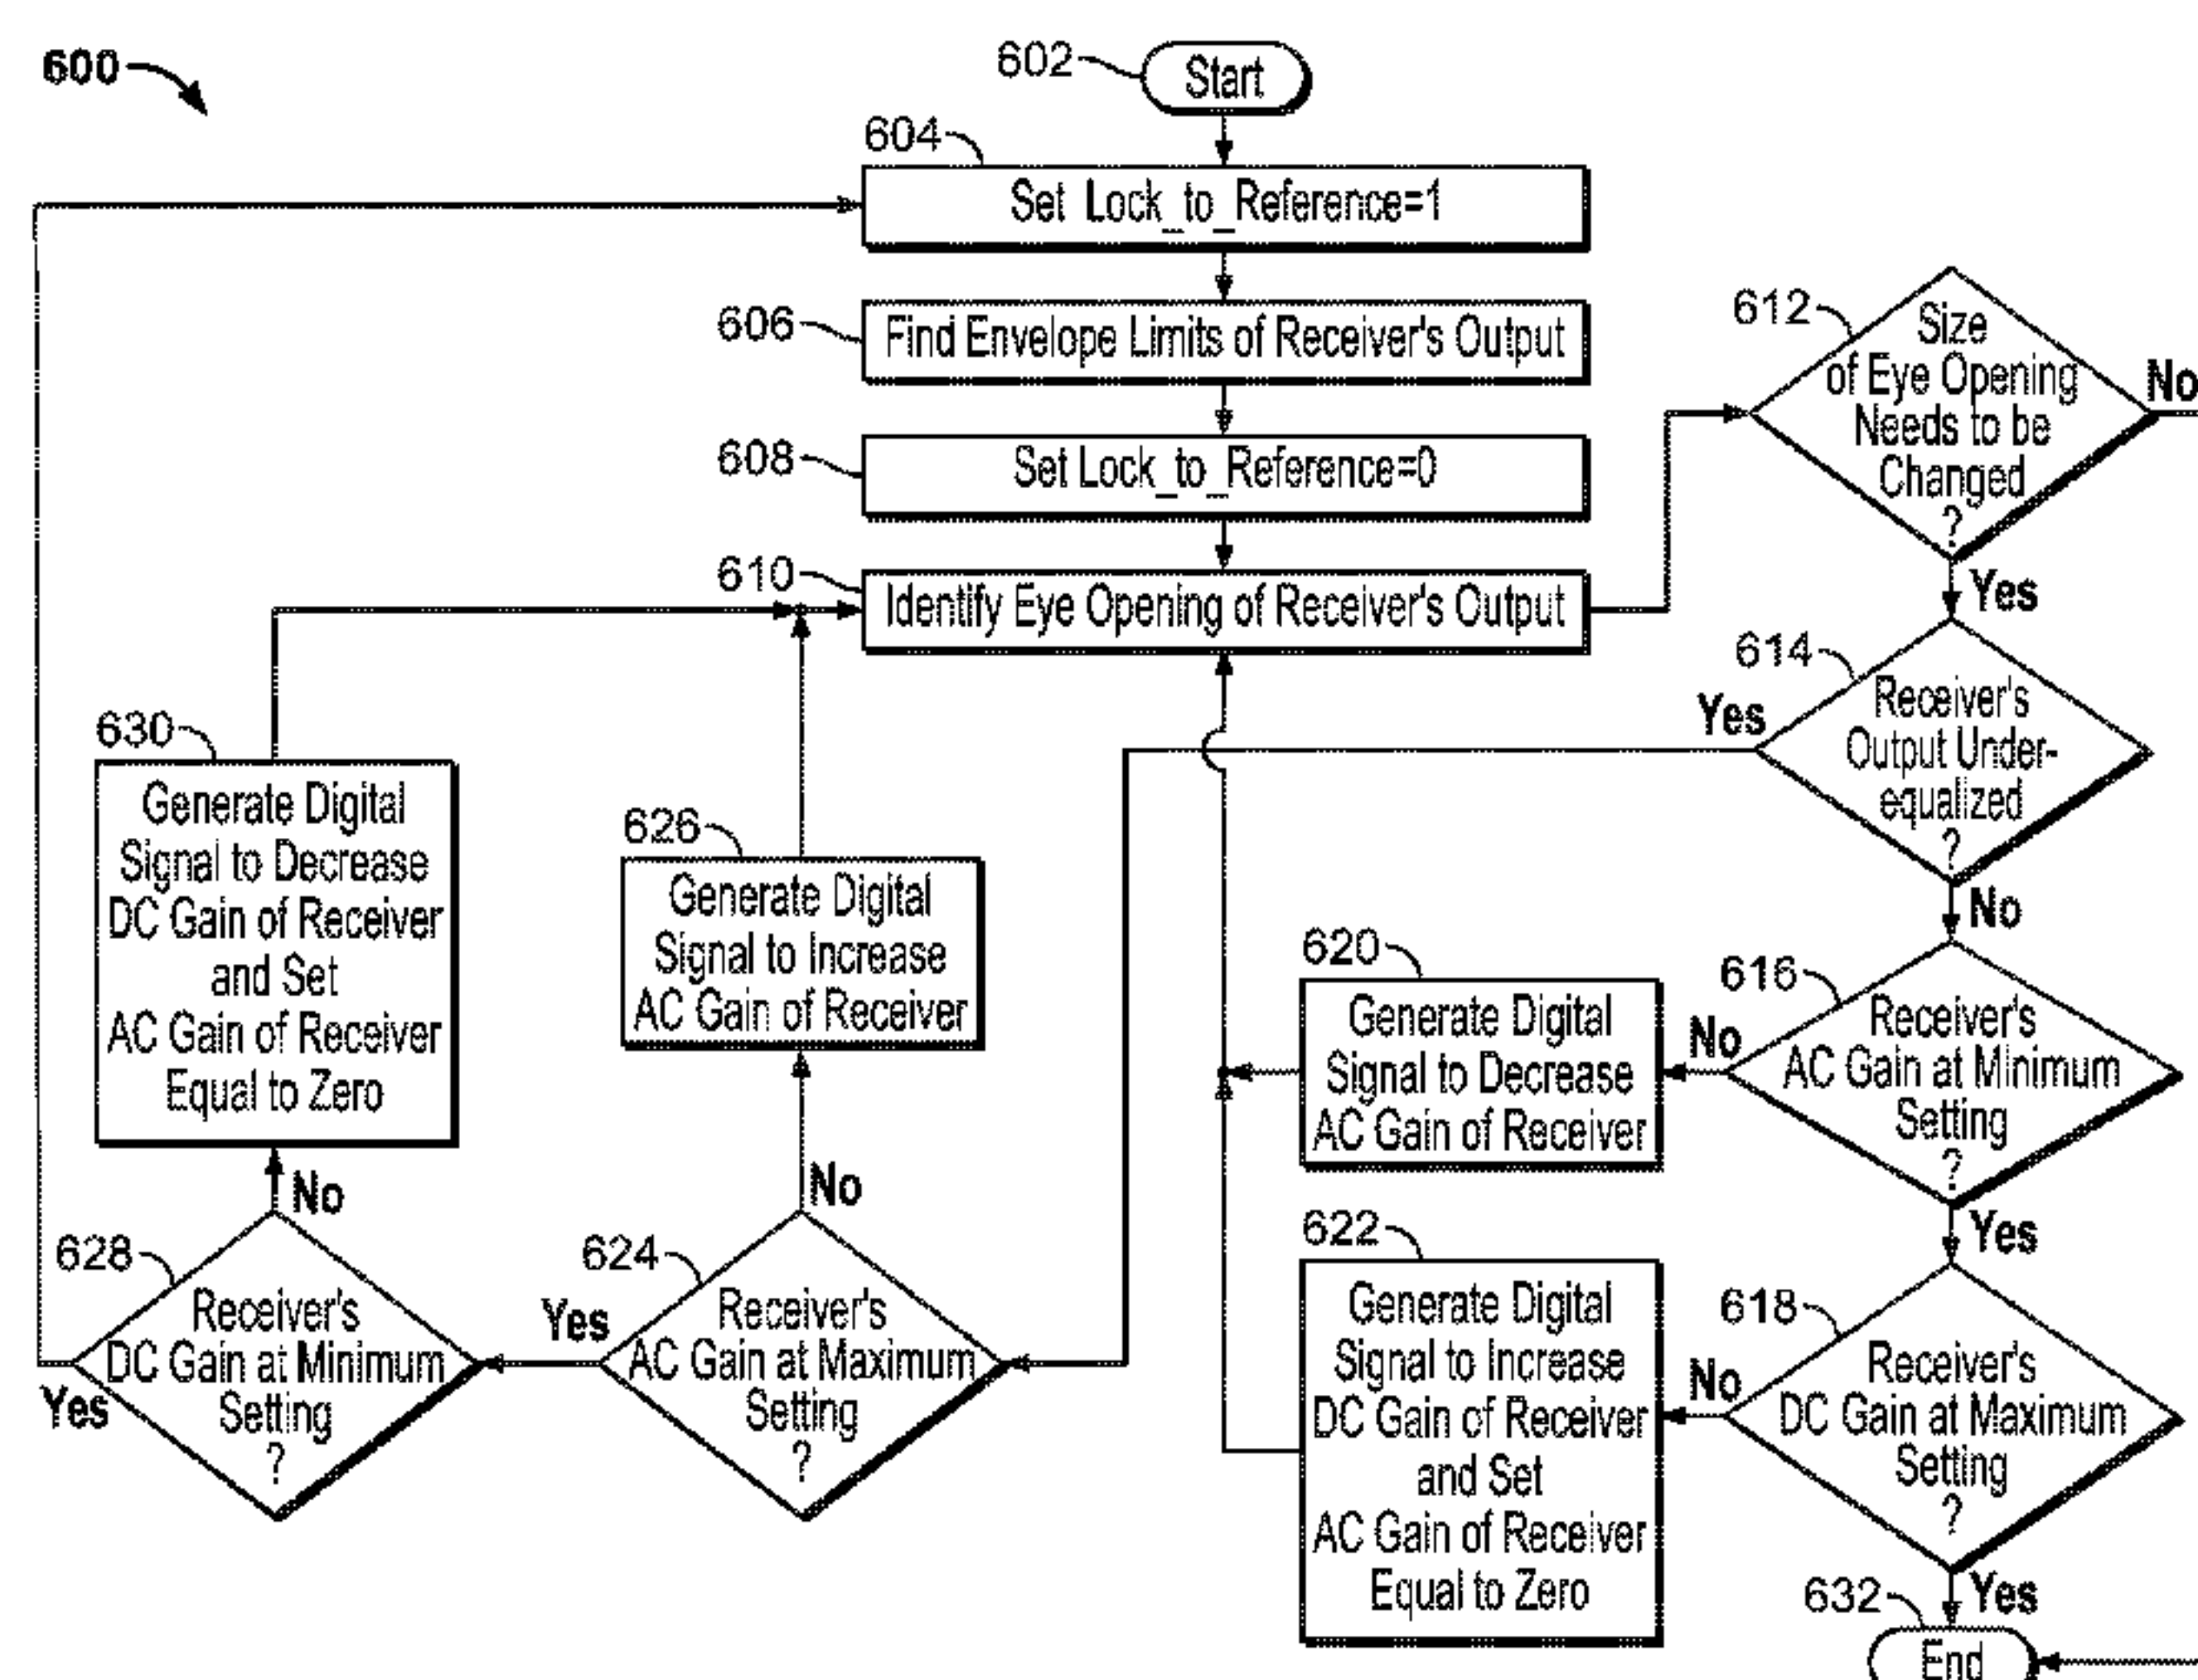 600
602
Start
604
Set Lock_to_Reference=1
606
Find Envelope Limits of Receiver's Output
608
Set Lock_to_Reference=0
610
Identify Eye Opening of Receiver's Output
612
Size
of Eye Opening
Needs to be
Changed
?
No
Yes
614
Receiver's
Output Under-
equalized
?
Yes
No
616
Receiver's
AC Gain at Minimum
Setting
?
No
Yes
618
Receiver's
DC Gain at Maximum
Setting
?
No
Yes
620
Generate Digital
Signal to Decrease
AC Gain of Receiver
622
Generate Digital
Signal to Increase
DC Gain of Receiver
and Set
AC Gain of Receiver
Equal to Zero
624
Receiver's
AC Gain at Maximum
Setting
?
No
Yes
626
Generate Digital
Signal to Increase
AC Gain of Receiver
628
Receiver's
DC Gain at Minimum
Setting
?
No
Yes
630
Generate Digital
Signal to Decrease
DC Gain of Receiver
and Set
AC Gain of Receiver
Equal to Zero
632
End